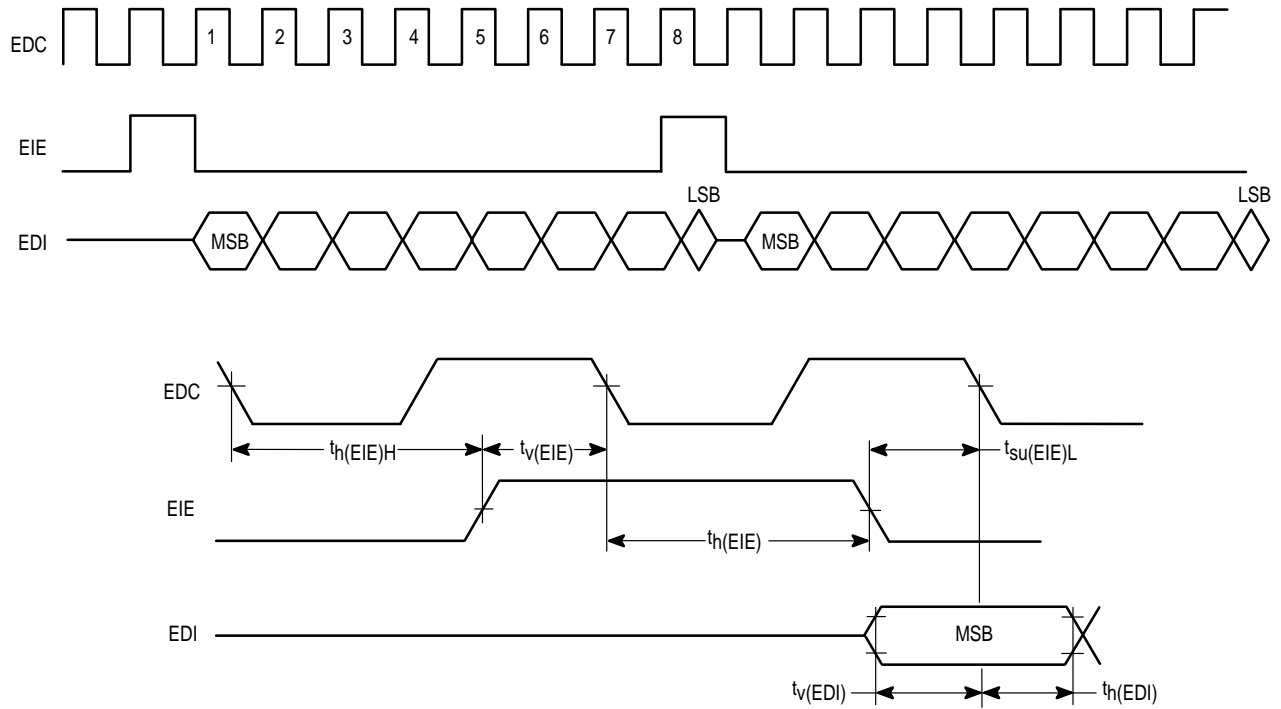 EDC 1 2 3 4 5 6 7 8
EIE
LSB LSB
EDI MSB MSB
EDC
th(EIE)H tv(EIE) tsu(EIE)L
EIE
th(EIE)
EDI MSB
tv(EDI) th(EDI)